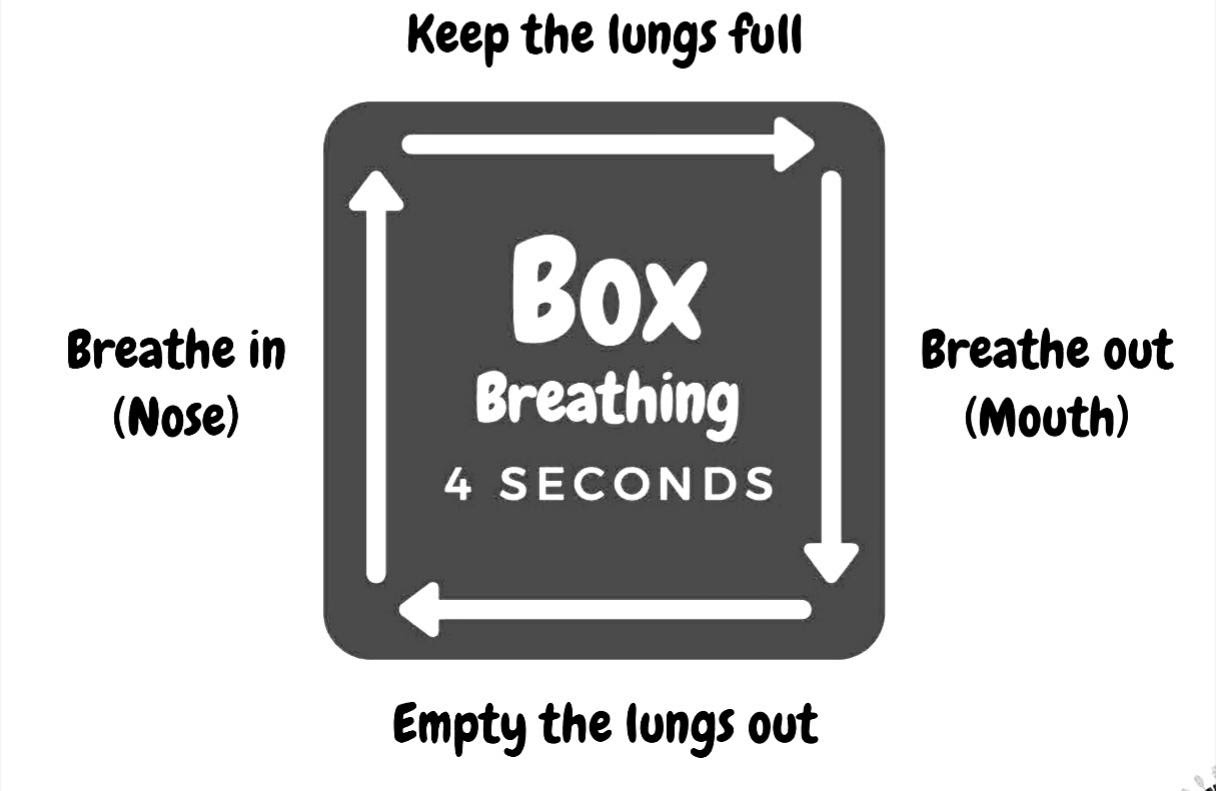 Keep the lungs full
Box
Breathing
4 SECONDS
Breathe in
(Nose)
Breathe out
(Mouth)
Empty the lungs out